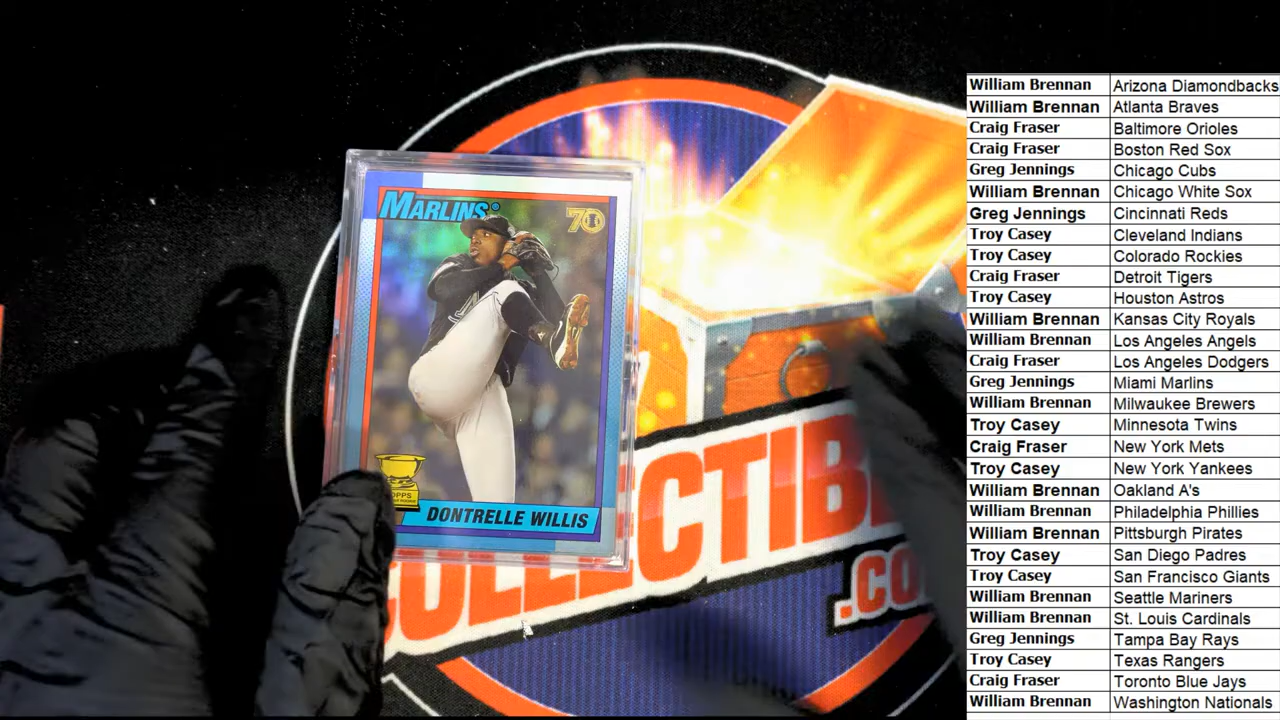 MARLINS
70
OPPS
DONTRELLE WILLIS
COLLECTIB
.CO
William Brennan Arizona Diamondbacks
William Brennan Atlanta Braves
Craig Fraser Baltimore Orioles
Craig Fraser Boston Red Sox
Greg Jennings Chicago Cubs
William Brennan Chicago White Sox
Greg Jennings Cincinnati Reds
Troy Casey Cleveland Indians
Troy Casey Colorado Rockies
Craig Fraser Detroit Tigers
Troy Casey Houston Astros
William Brennan Kansas City Royals
William Brennan Los Angeles Angels
Craig Fraser Los Angeles Dodgers
Greg Jennings Miami Marlins
William Brennan Milwaukee Brewers
Troy Casey Minnesota Twins
Craig Fraser New York Mets
Troy Casey New York Yankees
William Brennan Oakland A's
William Brennan Philadelphia Phillies
William Brennan Pittsburgh Pirates
Troy Casey San Diego Padres
Troy Casey San Francisco Giants
William Brennan Seattle Mariners
William Brennan St. Louis Cardinals
Greg Jennings Tampa Bay Rays
Troy Casey Texas Rangers
Craig Fraser Toronto Blue Jays
William Brennan Washington Nationals